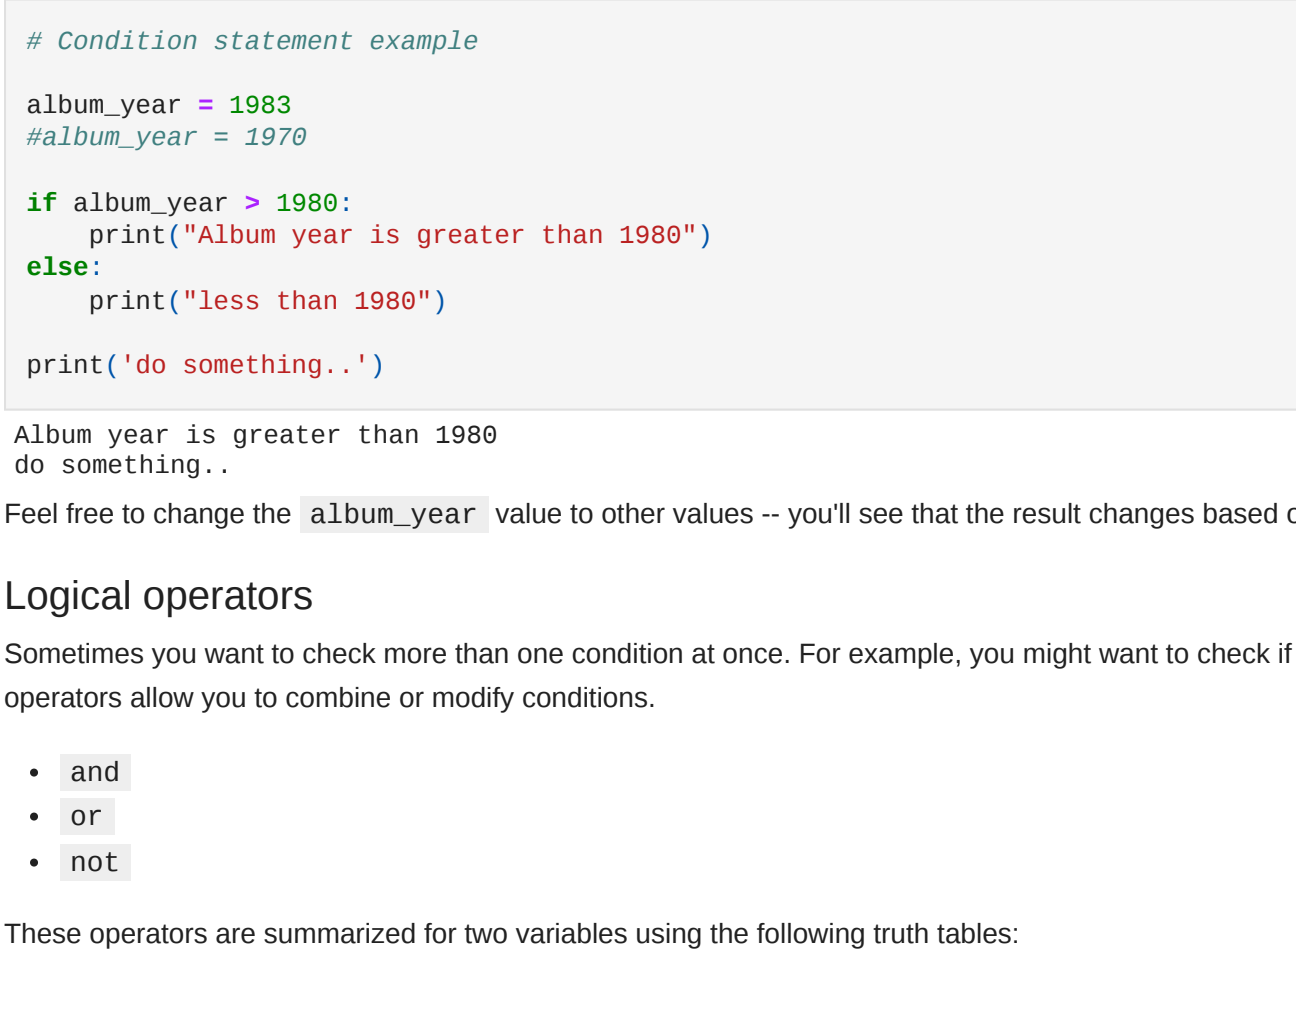 # Condition statement example
album_year = 1983
#album_year = 1970
if album_year > 1980:
    print("Album year is greater than 1980")
else:
    print("less than 1980")
print('do something..')
Album year is greater than 1980
do something..
Feel free to change the album_year value to other values -- you'll see that the result changes based
Logical operators
Sometimes you want to check more than one condition at once. For example, you might want to check if
operators allow you to combine or modify conditions.
• and
• or
• not
These operators are summarized for two variables using the following truth tables: